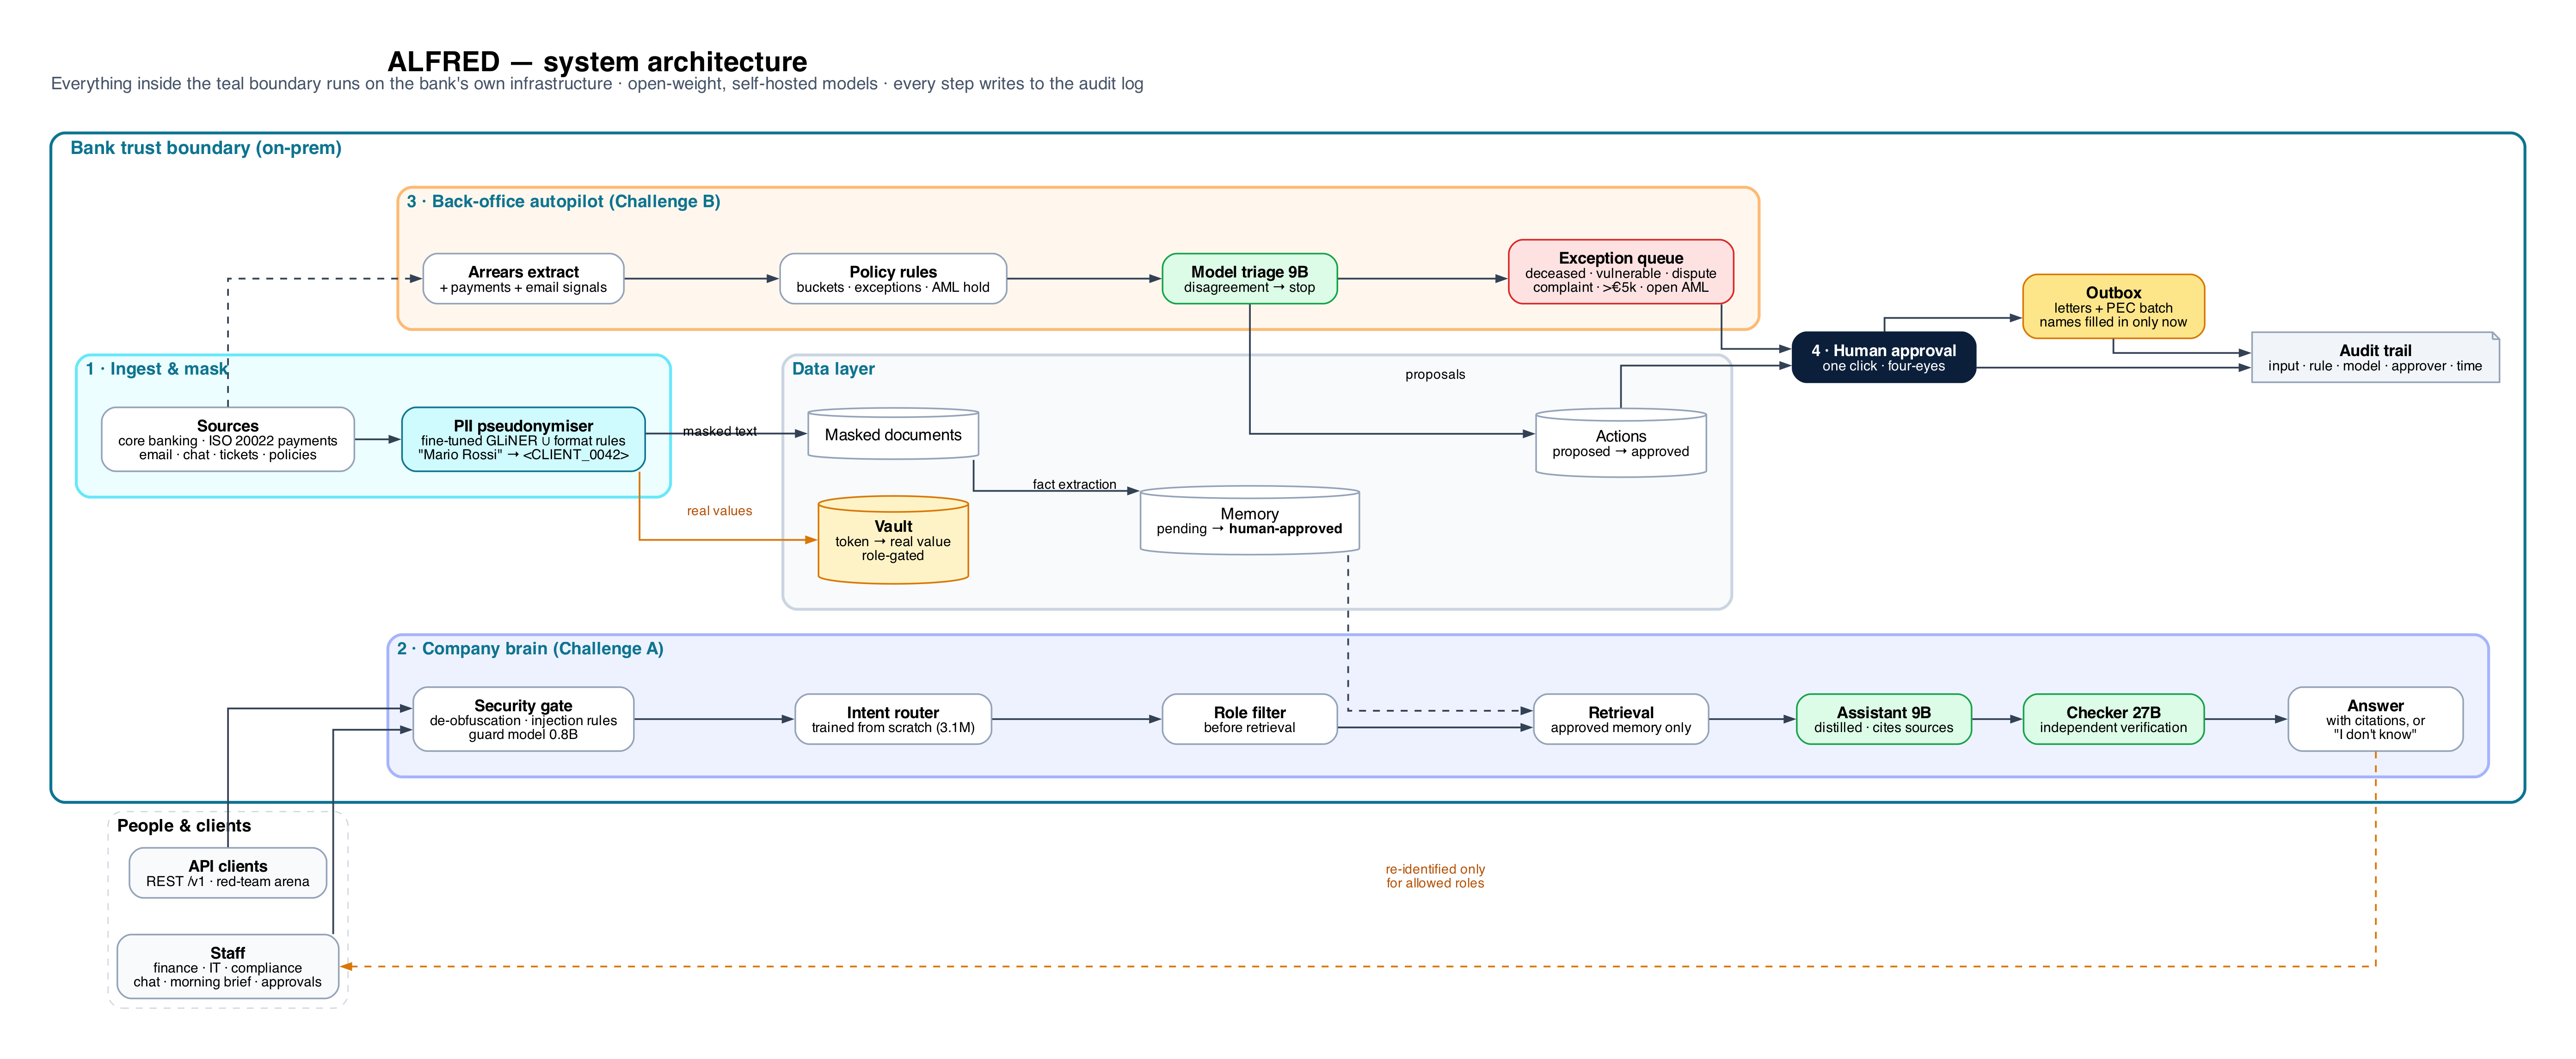 ALFRED — system architecture
Everything inside the teal boundary runs on the bank's own infrastructure · open-weight, self-hosted models · every step writes to the audit log
Bank trust boundary (on-prem)
3 · Back-office autopilot (Challenge B)
Arrears extract
+ payments + email signals
Policy rules
buckets · exceptions · AML hold
Model triage 9B
disagreement → stop
Exception queue
deceased · vulnerable · dispute
complaint · >€5k · open AML
Outbox
letters + PEC batch
names filled in only now
4 · Human approval
one click · four-eyes
Audit trail
input · rule · model · approver · time
1 · Ingest & mask
Sources
core banking · ISO 20022 payments
email · chat · tickets · policies
PII pseudonymiser
fine-tuned GLiNER ∪ format rules
"Mario Rossi" → <CLIENT_0042>
masked text
real values
Data layer
proposals
Masked documents
Actions
proposed → approved
fact extraction
Memory
pending → human-approved
Vault
token → real value
role-gated
2 · Company brain (Challenge A)
Security gate
de-obfuscation · injection rules
guard model 0.8B
Intent router
trained from scratch (3.1M)
Role filter
before retrieval
Retrieval
approved memory only
Assistant 9B
distilled · cites sources
Checker 27B
independent verification
Answer
with citations, or
"I don't know"
People & clients
API clients
REST /v1 · red-team arena
re-identified only
for allowed roles
Staff
finance · IT · compliance
chat · morning brief · approvals